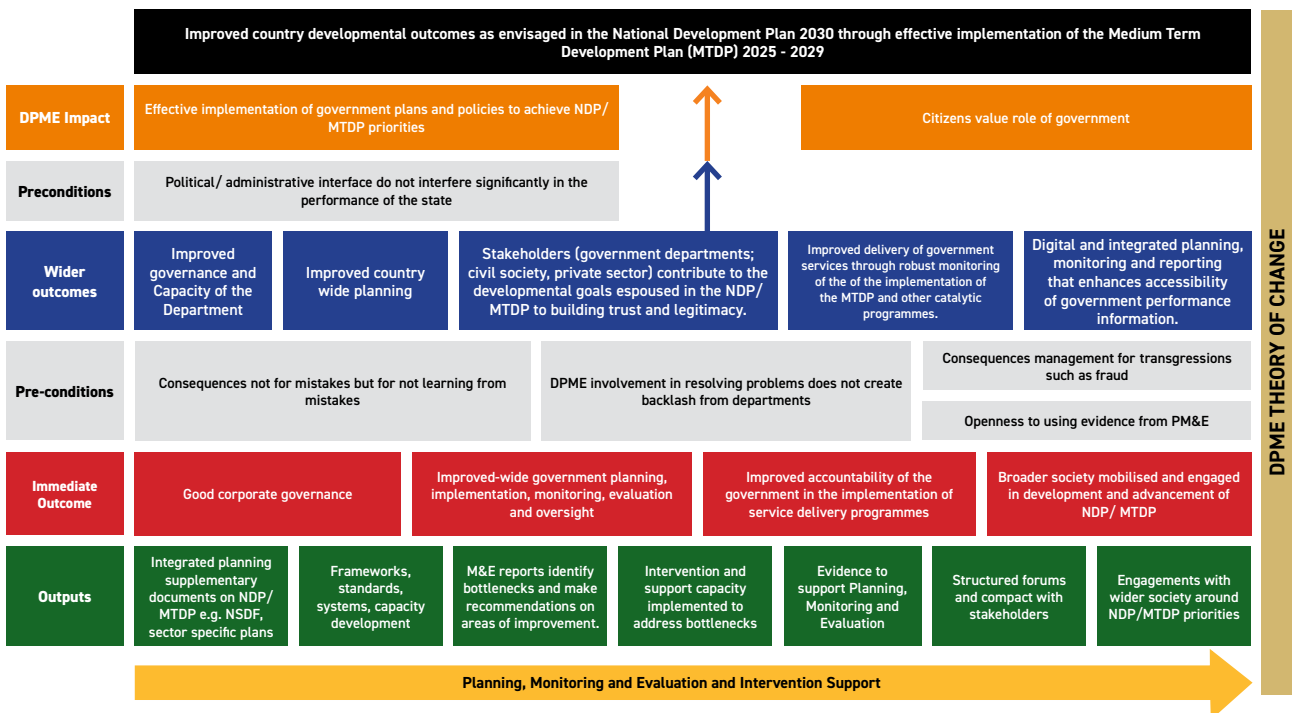 Improved country developmental outcomes as envisaged in the National Development Plan 2030 through effective implementation of the Medium Term
Development Plan (MTDP) 2025 - 2029
DPME Impact
Effective implementation of government plans and policies to achieve NDP/
MTDP priorities
Citizens value role of government
Preconditions
Political/ administrative interface do not interfere significantly in the
performance of the state
Wider
outcomes
Improved
governance and
Capacity of the
Department
Improved country
wide planning
Stakeholders (government departments;
civil society, private sector) contribute to the
developmental goals espoused in the NDP/
MTDP to building trust and legitimacy.
Improved delivery of government
services through robust monitoring
of the of the implementation of
the MTDP and other catalytic
programmes.
Digital and integrated planning,
monitoring and reporting
that enhances accessibility
of government performance
information.
Pre-conditions
Consequences not for mistakes but for not learning from
mistakes
DPME involvement in resolving problems does not create
backlash from departments
Consequences management for transgressions
such as fraud
Openness to using evidence from PM&E
Immediate
Outcome
Good corporate governance
Improved-wide government planning,
implementation, monitoring, evaluation
and oversight
Improved accountability of the
government in the implementation of
service delivery programmes
Broader society mobilised and engaged
in development and advancement of
NDP/ MTDP
Outputs
Integrated planning
supplementary
documents on NDP/
MTDP e.g. NSDF,
sector specific plans
Frameworks,
standards,
systems, capacity
development
M&E reports identify
bottlenecks and make
recommendations on
areas of improvement.
Intervention and
support capacity
implemented to
address bottlenecks
Evidence to
support Planning,
Monitoring and
Evaluation
Structured forums
and compact with
stakeholders
Engagements with
wider society around
NDP/MTDP priorities
Planning, Monitoring and Evaluation and Intervention Support
DPME THEORY OF CHANGE